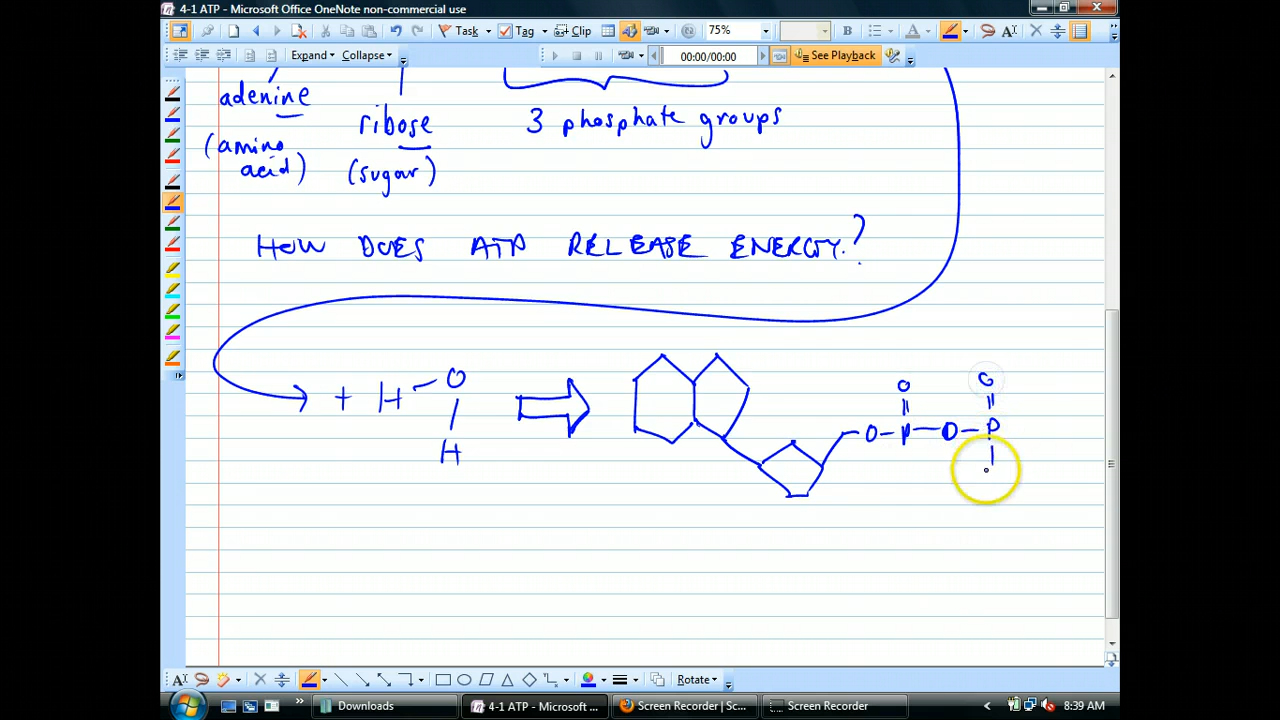 4-1 ATP - Microsoft Office OneNote non-commercial use
Task Tag Clip 75% B A A
Expand Collapse 00:00/00:00 See Playback
adenine
(amino
acid)
ribose
(sugar)
3 phosphate groups
HOW DOES ATP RELEASE ENERGY?
+ H O
H
O O
O P O P
Rotate
Downloads 4-1 ATP - Microsoft ... Screen Recorder | Sc... Screen Recorder 8:39 AM